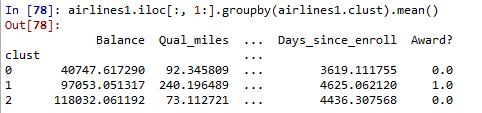 In [78]: airlines1.iloc[:, 1:].groupby(airlines1.clust).mean()
Out[78]:
Balance Qual_miles ... Days_since_enroll Award?
clust ...
0 40747.617290 92.345809 ... 3619.111755 0.0
1 97053.051317 240.196489 ... 4625.062120 1.0
2 118032.061192 73.112721 ... 4436.307568 0.0